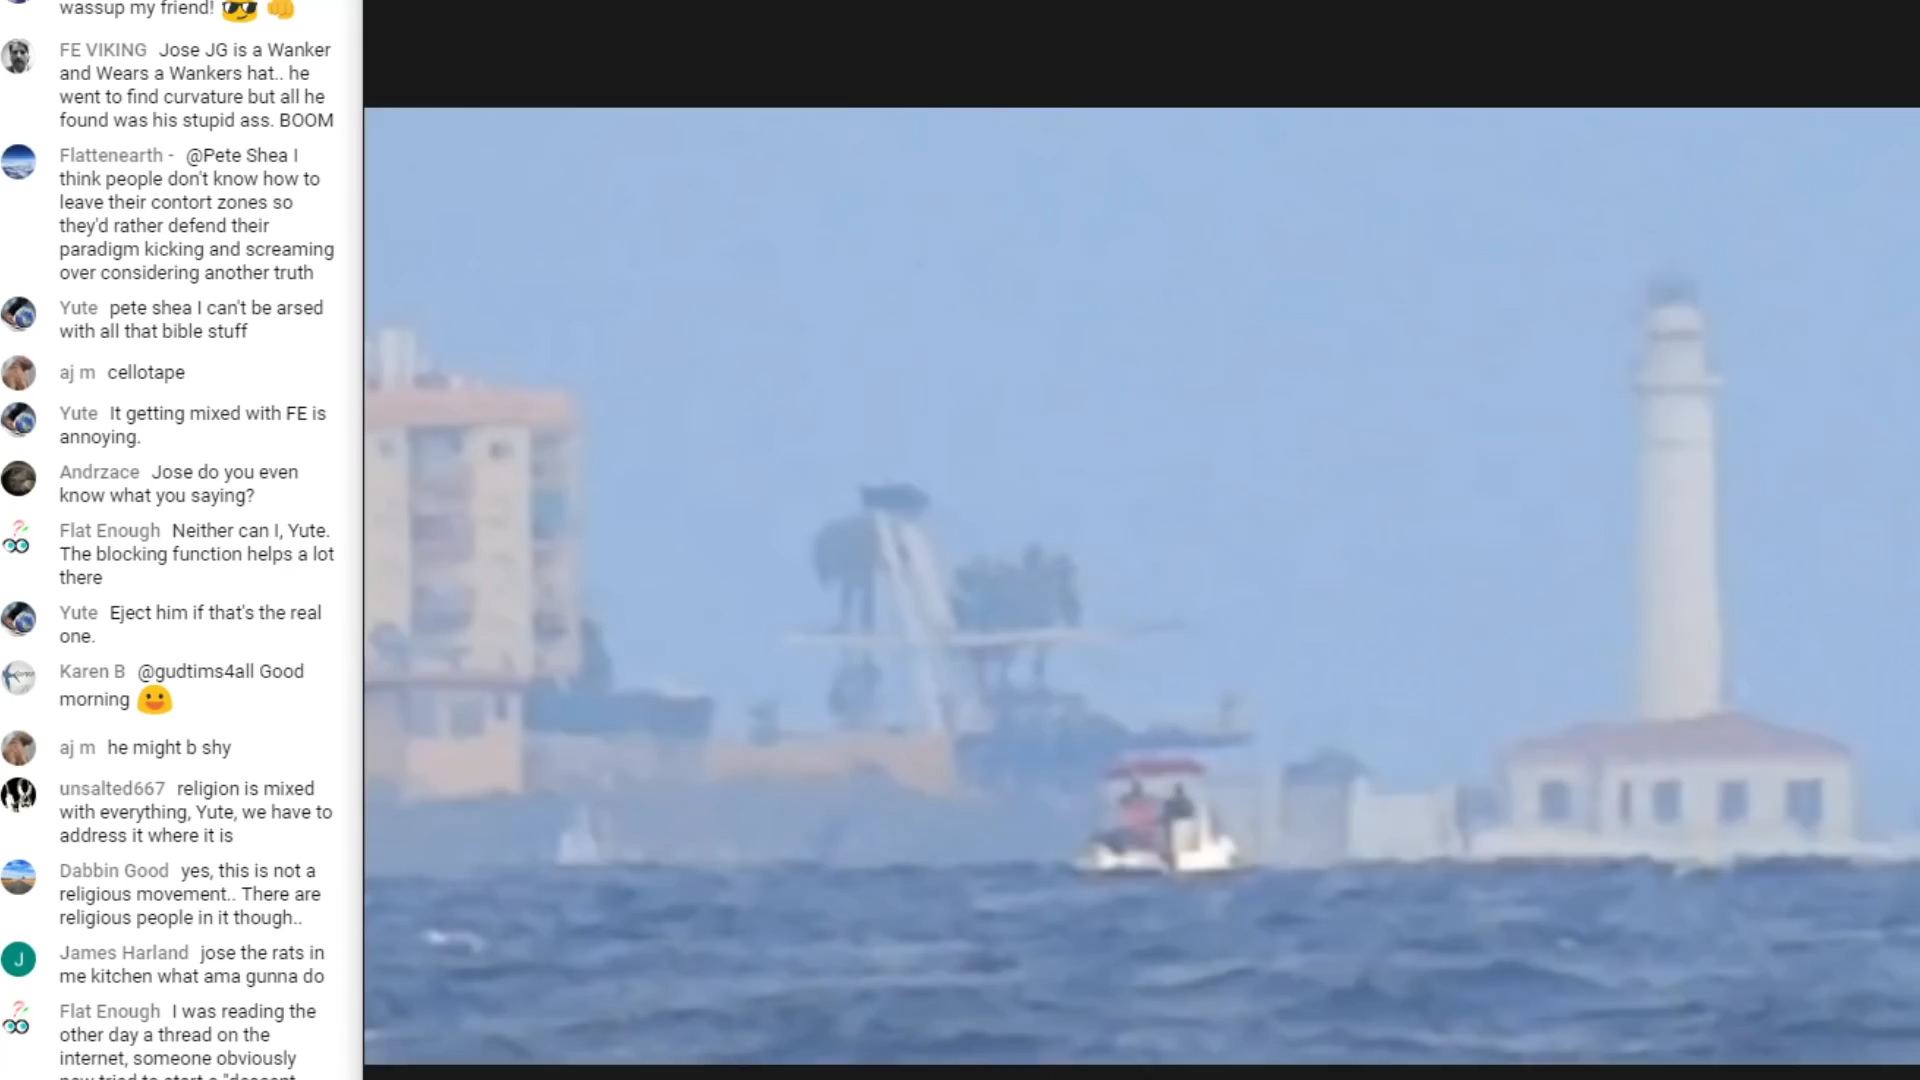 wassup my friend! 😎 👊
FE VIKING Jose JG is a Wanker
and Wears a Wankers hat.. he
went to find curvature but all he
found was his stupid ass. BOOM
Flattenearth - @Pete Shea I
think people don't know how to
leave their contort zones so
they'd rather defend their
paradigm kicking and screaming
over considering another truth
Yute pete shea I can't be arsed
with all that bible stuff
aj m cellotape
Yute It getting mixed with FE is
annoying.
Andrzace Jose do you even
know what you saying?
Flat Enough Neither can I, Yute.
The blocking function helps a lot
there
Yute Eject him if that's the real
one.
Karen B @gudtims4all Good
morning 😃
aj m he might b shy
unsalted667 religion is mixed
with everything, Yute, we have to
address it where it is
Dabbin Good yes, this is not a
religious movement.. There are
religious people in it though..
J
James Harland jose the rats in
me kitchen what ama gunna do
Flat Enough I was reading the
other day a thread on the
internet, someone obviously
tried to start a